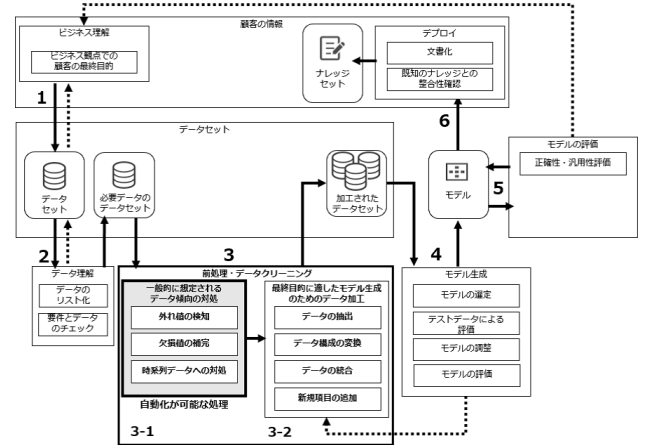 顧客の情報
ビジネス理解
ビジネス観点での
顧客の最終目的
ナレッジ
セット
デプロイ
文書化
既知のナレッジとの
整合性確認
1
6
データセット
データ
セット
必要データの
データセット
加工された
データセット
モデル
モデルの評価
正確性・汎用性評価
5
2
3
4
データ理解
データの
リスト化
要件とデータ
のチェック
前処理・データクリーニング
一般的に想定される
データ傾向の対処
外れ値の検知
欠損値の補完
時系列データへの対処
自動化が可能な処理
3-1
最終目的に適したモデル生成
のためのデータ加工
データの抽出
データ構成の変換
データの統合
新規項目の追加
3-2
モデル生成
モデルの選定
テストデータによる
評価
モデルの調整
モデルの評価